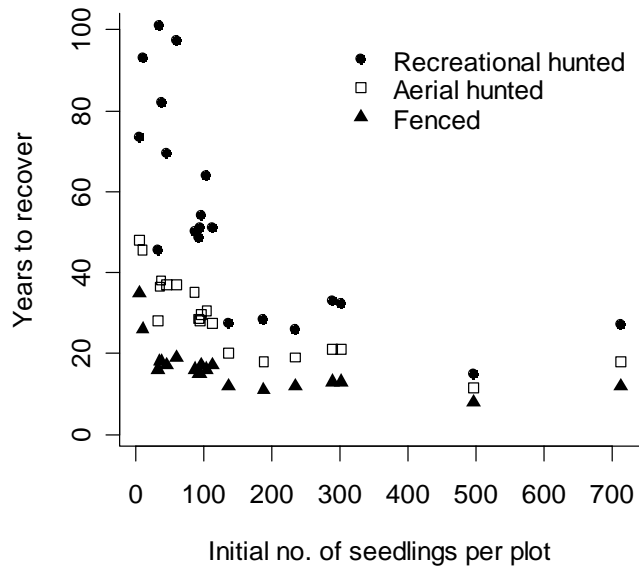 100
80
60
40
20
0
Years to recover
Recreational hunted
Aerial hunted
Fenced
0 100 200 300 400 500 600 700
Initial no. of seedlings per plot